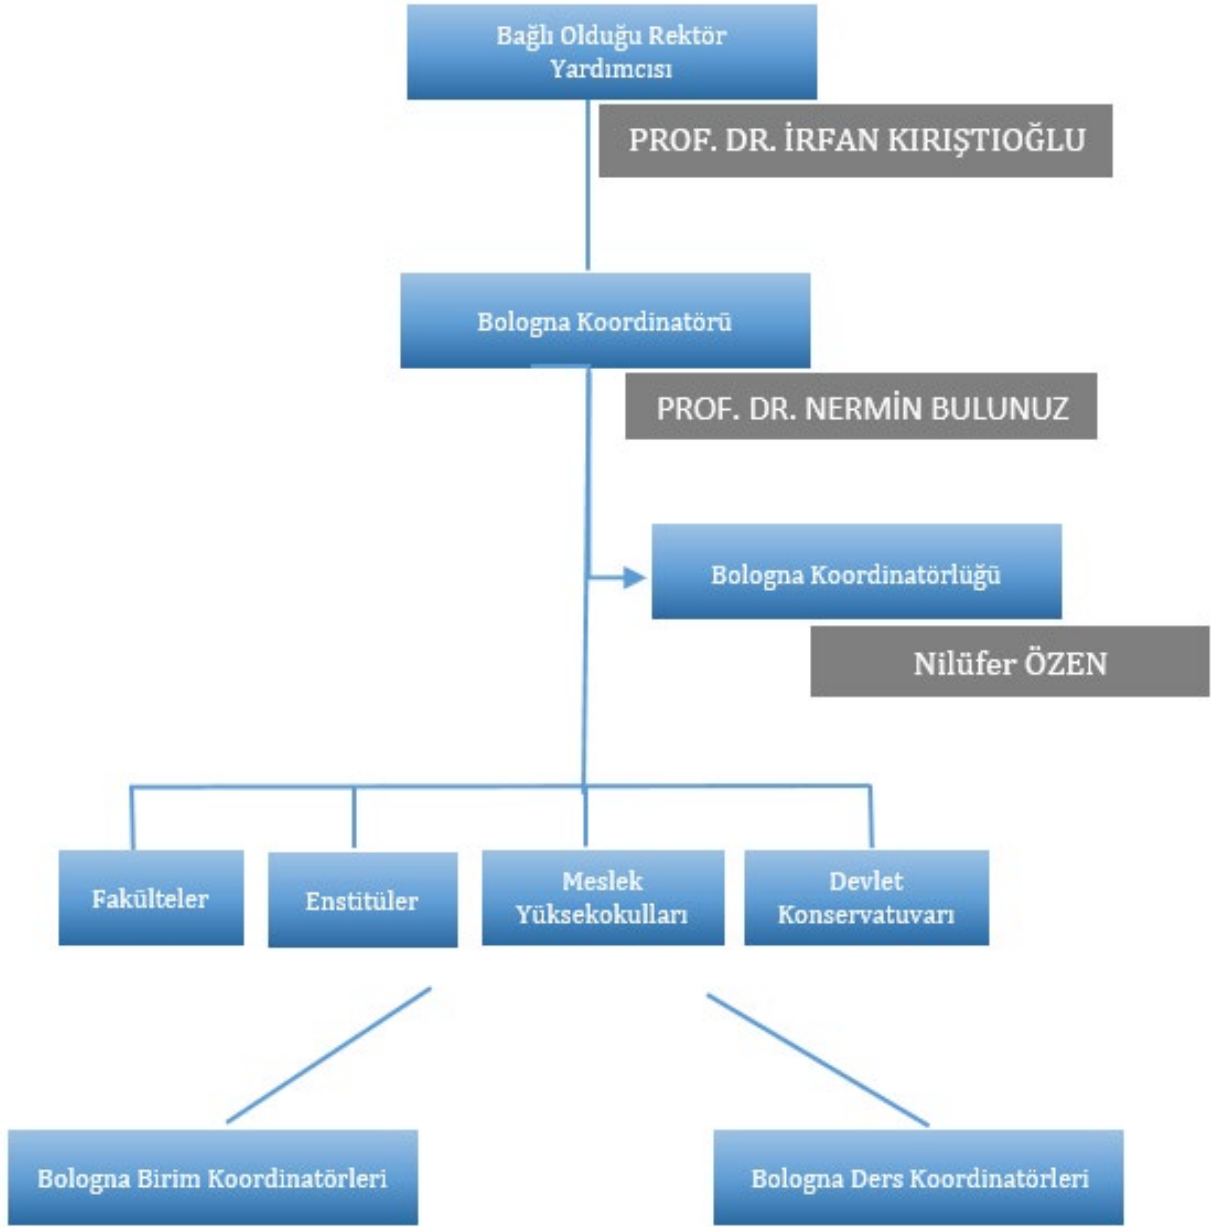 Bağlı Olduğu Rektör
Yardımcısı
PROF. DR. İRFAN KIRIŞTIOĞLU
Bologna Koordinatörü
PROF. DR. NERMİN BULUNUZ
Bologna Koordinatörlüğü
Nilüfer ÖZEN
Fakülteler
Enstitüler
Meslek
Yüksekokulları
Devlet
Konservatuvarı
Bologna Birim Koordinatörleri
Bologna Ders Koordinatörleri